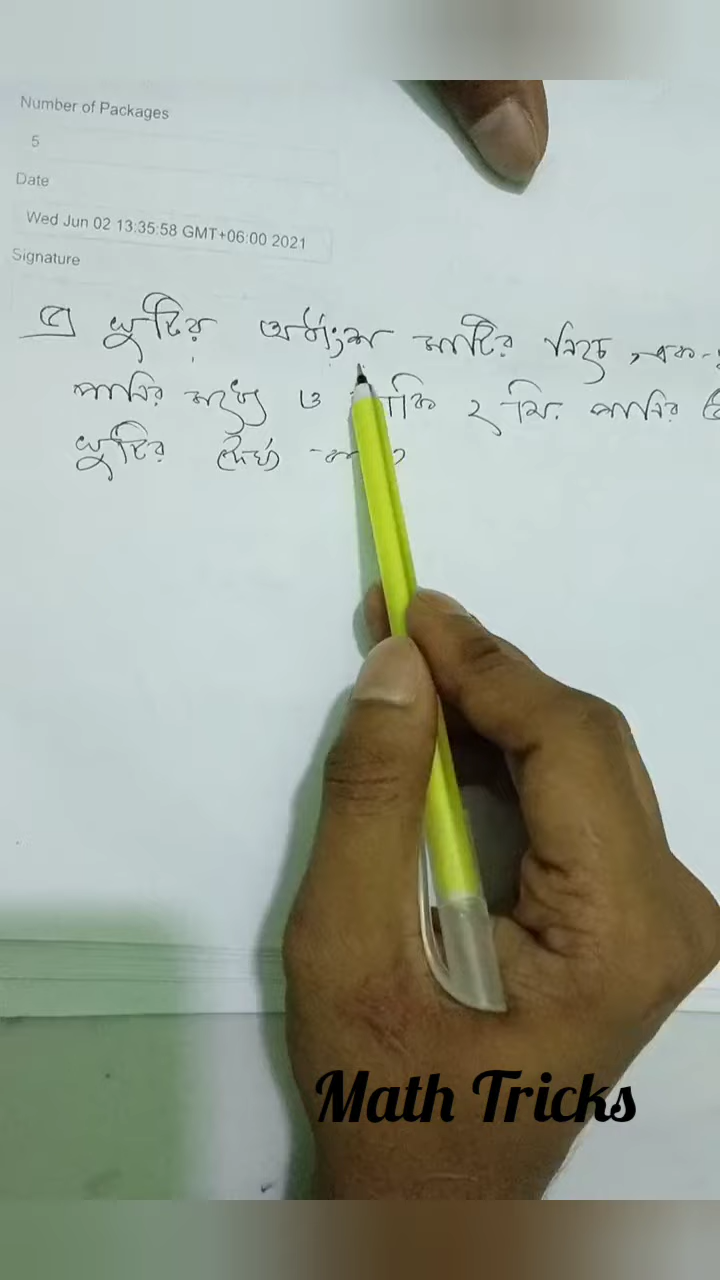 Number of Packages
5
Date
Wed Jun 02 13:35:58 GMT+06:00 2021
Signature
খুটির অর্ধাংশ মাটির নিচে, এক-
পানির মধ্যে ও বাকি ২ মি. পানির
খুটির দৈর্ঘ্য কত?
Math Tricks